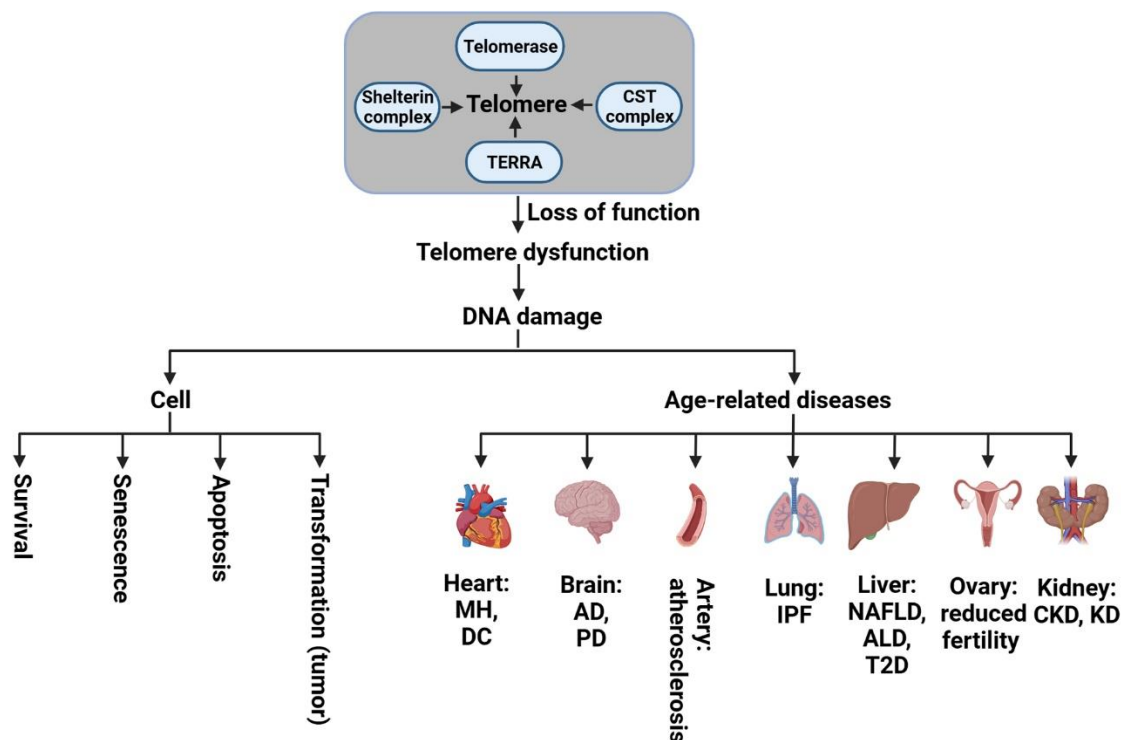 Telomerase
Shelterin
complex
Telomere
CST
complex
TERRA
Loss of function
Telomere dysfunction
DNA damage
Cell
Age-related diseases
Survival
Senescence
Apoptosis
Transformation (tumor)
Heart:
MH,
DC
Brain:
AD,
PD
Artery:
atherosclerosis
Lung:
IPF
Liver:
NAFLD,
ALD,
T2D
Ovary:
reduced
fertility
Kidney:
CKD, KD